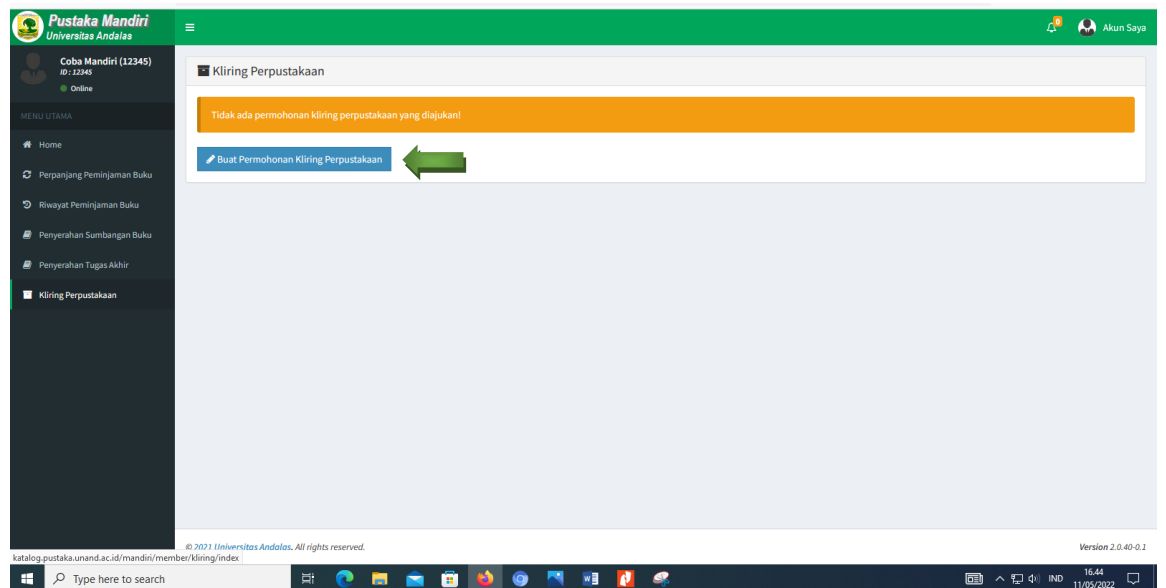 Pustaka Mandiri
Universitas Andalas
0
Akun Saya
Coba Mandiri (12345)
ID : 12345
Online
MENU UTAMA
Home
Perpanjang Peminjaman Buku
Riwayat Peminjaman Buku
Penyerahan Sumbangan Buku
Penyerahan Tugas Akhir
Kliring Perpustakaan
Kliring Perpustakaan
Tidak ada permohonan kliring perpustakaan yang diajukan!
Buat Permohonan Kliring Perpustakaan
© 2021 Universitas Andalas. All rights reserved.
Version 2.0.40-0.1
katalog.pustaka.unand.ac.id/mandiri/member/kliring/index
Type here to search
IND
16.44
11/05/2022